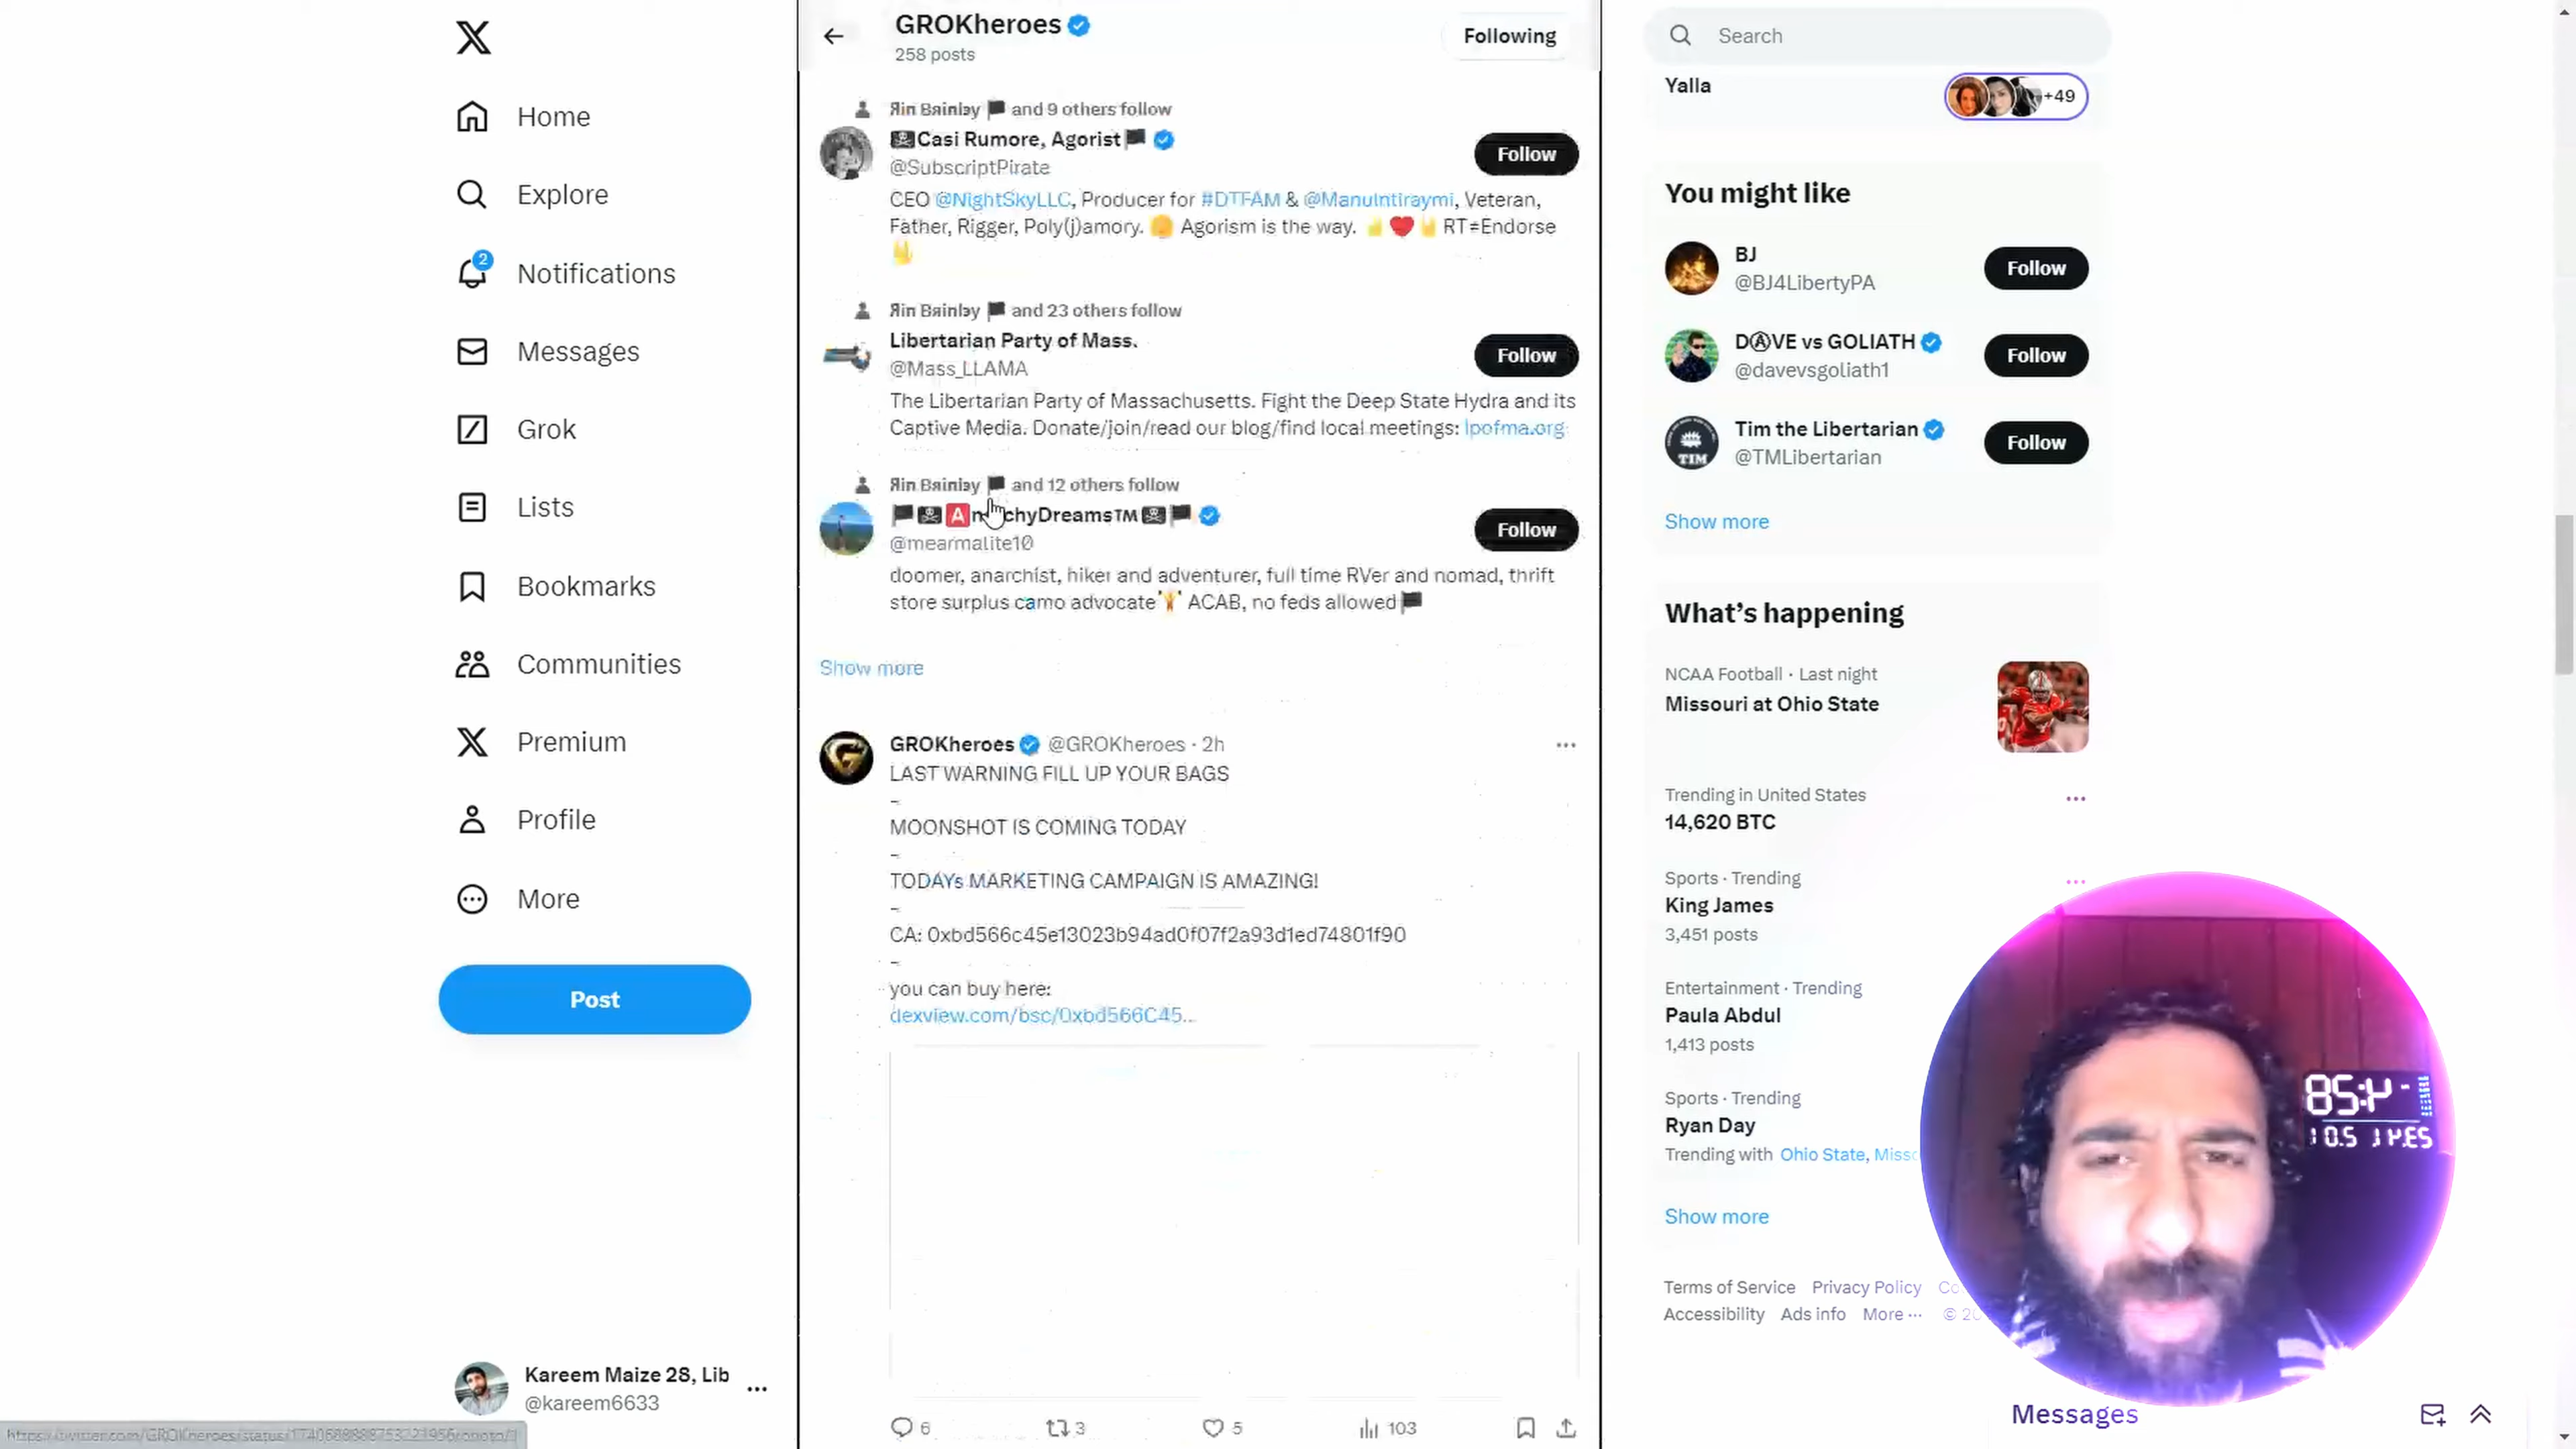 Home
Explore
2
Notifications
Messages
Grok
Lists
Bookmarks
Communities
Premium
Profile
More
Post
Kareem Maize 28, Lib
@kareem6633
GROKheroes
258 posts
Following
Яin Bainlɘy 🏴 and 9 others follow
🏴‍☠️Casi Rumore, Agorist🏴
@SubscriptPirate
Follow
CEO @NightSkyLLC, Producer for #DTFAM & @ManuIntiraymi, Veteran,
Father, Rigger, Poly(j)amory. Agorism is the way. ❤️ RT≠Endorse
and 23 others follow
Libertarian Party of Mass.
@Mass_LLAMA
Follow
The Libertarian Party of Massachusetts. Fight the Deep State Hydra and its
Captive Media. Donate/join/read our blog/find local meetings: lpofma.org
and 12 others follow
🏴🏴‍☠️🅰️n chyDreams™🏴‍☠️🏴
@mearmalite10
Follow
doomer, anarchist, hiker and adventurer, full time RVer and nomad, thrift
store surplus camo advocate ACAB, no feds allowed🏴
Show more
GROKheroes @GROKheroes · 2h
LAST WARNING FILL UP YOUR BAGS
-
MOONSHOT IS COMING TODAY
-
TODAYs MARKETING CAMPAIGN IS AMAZING!
-
CA: 0xbd566c45e13023b94ad0f07f2a93d1ed74801f90
-
you can buy here:
dexview.com/bsc/0xbd566C45...
6
3
5
103
Search
Yalla
+49
You might like
BJ
@BJ4LibertyPA
Follow
DⒶVE vs GOLIATH
@davevsgoliath1
Follow
Tim the Libertarian
@TMLibertarian
Follow
TIM
Show more
What's happening
NCAA Football · Last night
Missouri at Ohio State
Trending in United States
14,620 BTC
Sports · Trending
King James
3,451 posts
Entertainment · Trending
Paula Abdul
1,413 posts
Sports · Trending
Ryan Day
Trending with Ohio State, Misso
Show more
Terms of Service Privacy Policy
Accessibility Ads info More ··· © 20
Messages